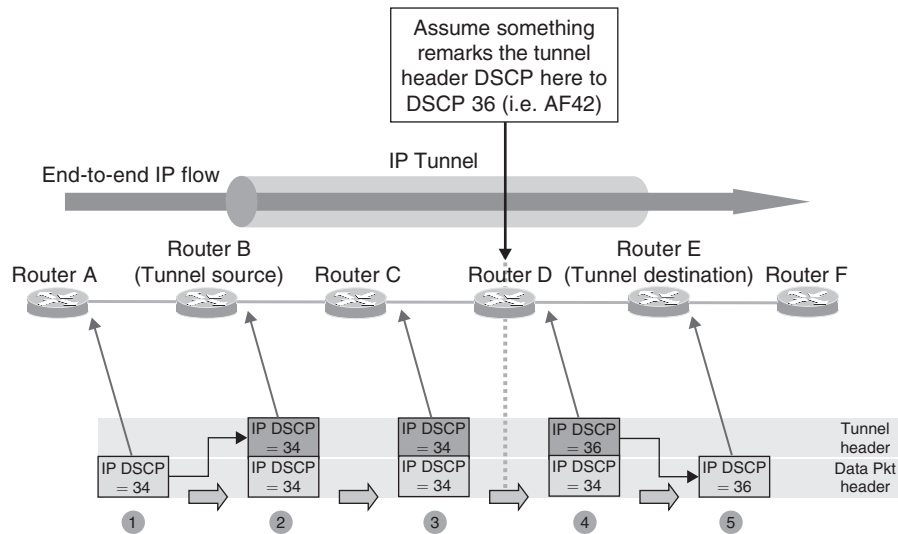 Assume something
remarks the tunnel
header DSCP here to
DSCP 36 (i.e. AF42)
IP Tunnel
End-to-end IP flow
Router A
Router B
(Tunnel source)
Router C
Router D
Router E
(Tunnel destination)
Router F
IP DSCP
= 34
IP DSCP
= 34
IP DSCP
= 36
Tunnel
header
IP DSCP
= 34
IP DSCP
= 34
IP DSCP
= 34
IP DSCP
= 34
IP DSCP
= 36
Data Pkt
header
1
2
3
4
5